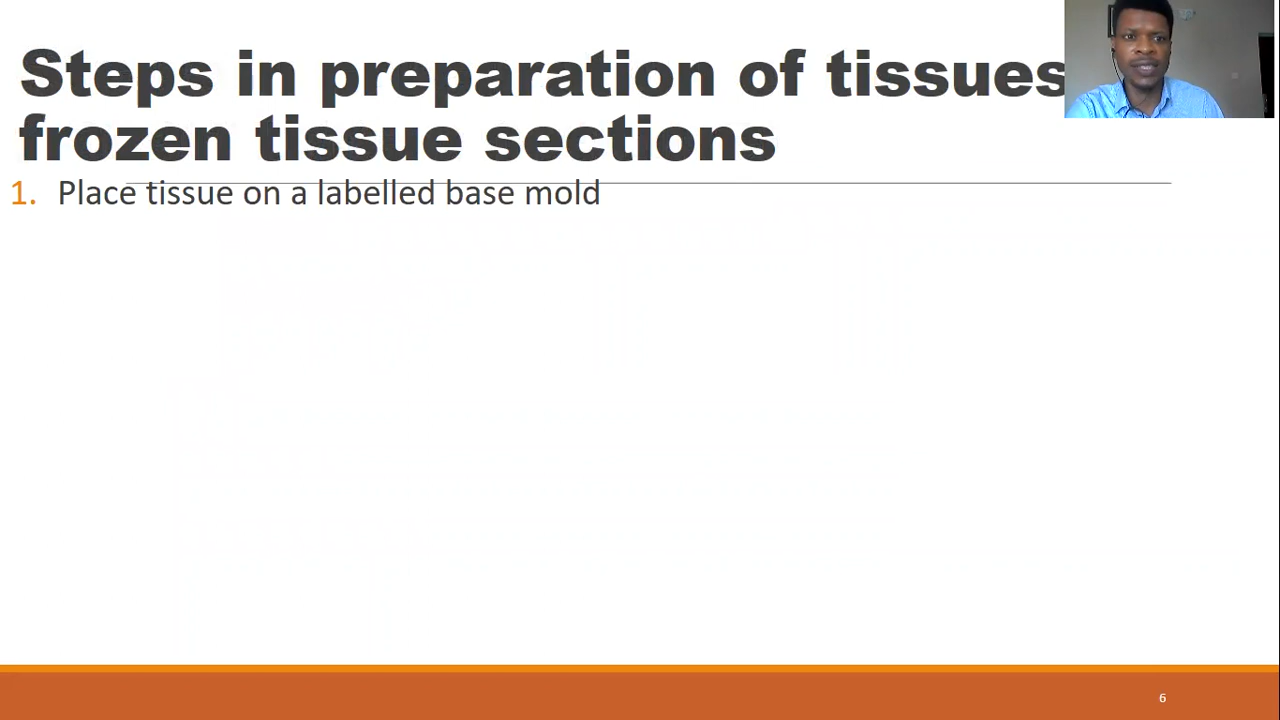 Steps in preparation of tissues
frozen tissue sections
1. Place tissue on a labelled base mold
6